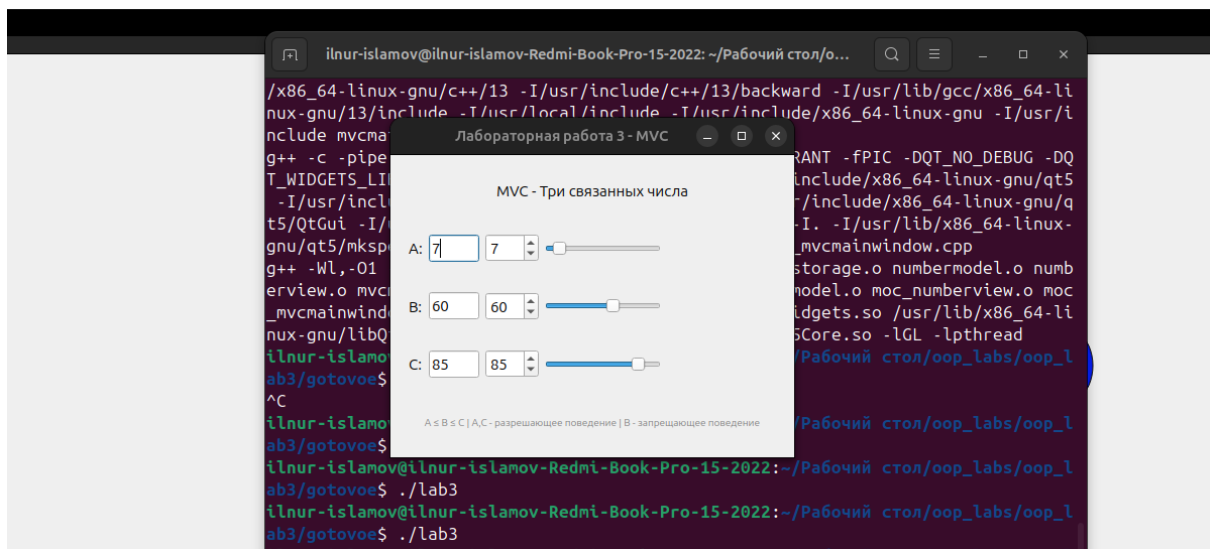 ilnur-islamov@ilnur-islamov-Redmi-Book-Pro-15-2022: ~/Рабочий стол/o...
/x86_64-linux-gnu/c++/13 -I/usr/include/c++/13/backward -I/usr/lib/gcc/x86_64-li
nux-gnu/13/include -I/usr/local/include -I/usr/include/x86_64-linux-gnu -I/usr/i
nclude mvcma
g++ -c -pipe RANT -fPIC -DQT_NO_DEBUG -DQ
T_WIDGETS_LI include/x86_64-linux-gnu/qt5
-I/usr/incl r/include/x86_64-linux-gnu/q
t5/QtGui -I/ -I. -I/usr/lib/x86_64-linux-
gnu/qt5/mksp _mvcmainwindow.cpp
g++ -Wl,-O1 storage.o numbermodel.o numb
erview.o mvc model.o moc_numberview.o moc
_mvcmainwind idgets.so /usr/lib/x86_64-li
nux-gnu/libQ 5Core.so -lGL -lpthread
ilnur-islamo /Рабочий стол/oop_labs/oop_l
ab3/gotovoe$
^C
ilnur-islamo /Рабочий стол/oop_labs/oop_l
ab3/gotovoe$
ilnur-islamov@ilnur-islamov-Redmi-Book-Pro-15-2022:~/Рабочий стол/oop_labs/oop_l
ab3/gotovoe$ ./lab3
ilnur-islamov@ilnur-islamov-Redmi-Book-Pro-15-2022:~/Рабочий стол/oop_labs/oop_l
ab3/gotovoe$ ./lab3
Лабораторная работа 3 - MVC
MVC - Три связанных числа
A: 7 7
B: 60 60
C: 85 85
A ≤ B ≤ C | A,C - разрешающее поведение | B - запрещающее поведение